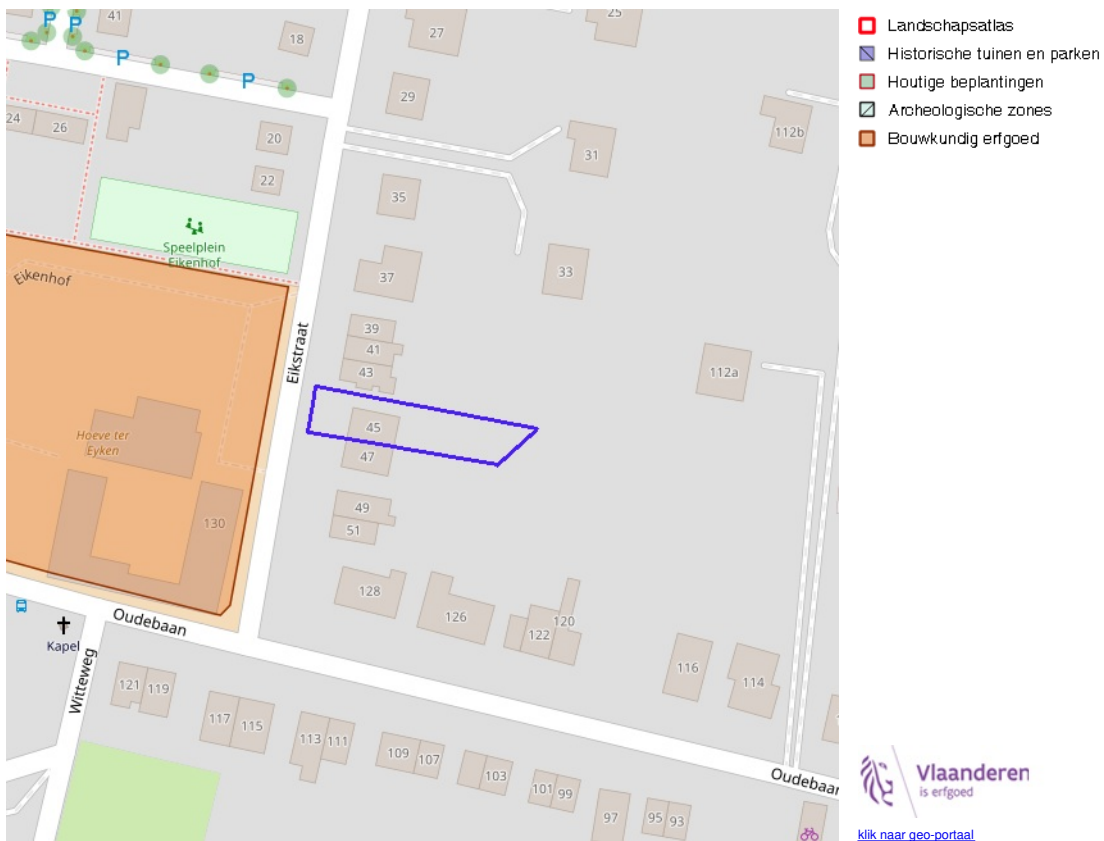 P
P
41
27
25
18
P
P
29
24
26
20
112b
31
22
35
Speelplein
Eikenhof
37
33
Eikenhof
39
41
43
Eikstraat
112a
45
47
Hoeve ter
Eyken
49
51
130
128
126
120
122
Oudebaan
Kapel
Witteweg
116
114
121
119
117
115
113
111
109
107
103
101
99
Oudebaan
97
95
93
Landschapsatlas
Historische tuinen en parken
Houtige beplantingen
Archeologische zones
Bouwkundig erfgoed
Vlaanderen
is erfgoed
klik naar geo-portaal